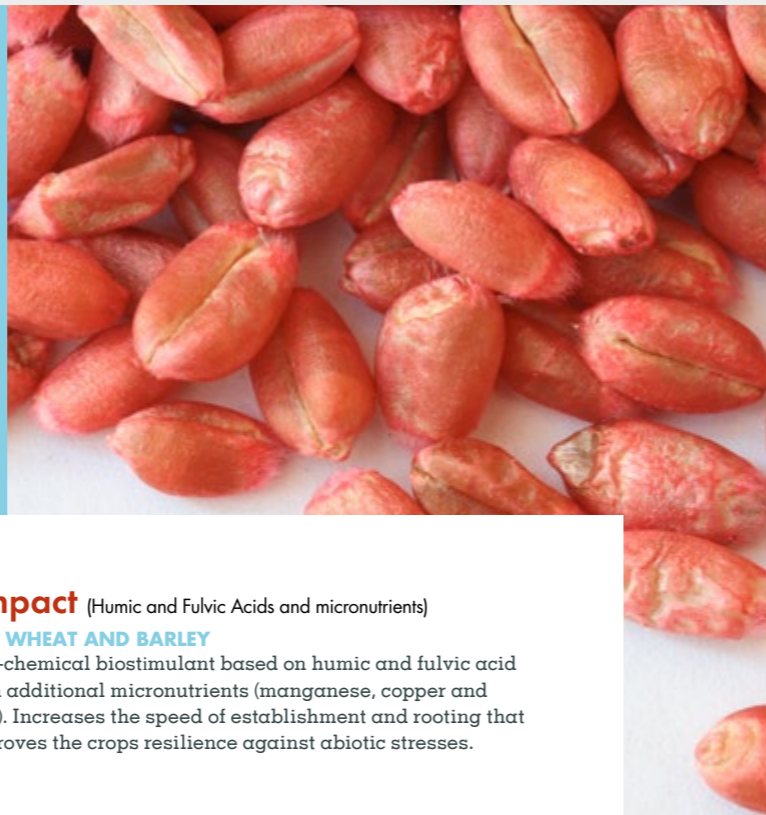 mpact (Humic and Fulvic Acids and micronutrients)
WHEAT AND BARLEY
-chemical biostimulant based on humic and fulvic acid
additional micronutrients (manganese, copper and
). Increases the speed of establishment and rooting that
roves the crops resilience against abiotic stresses.